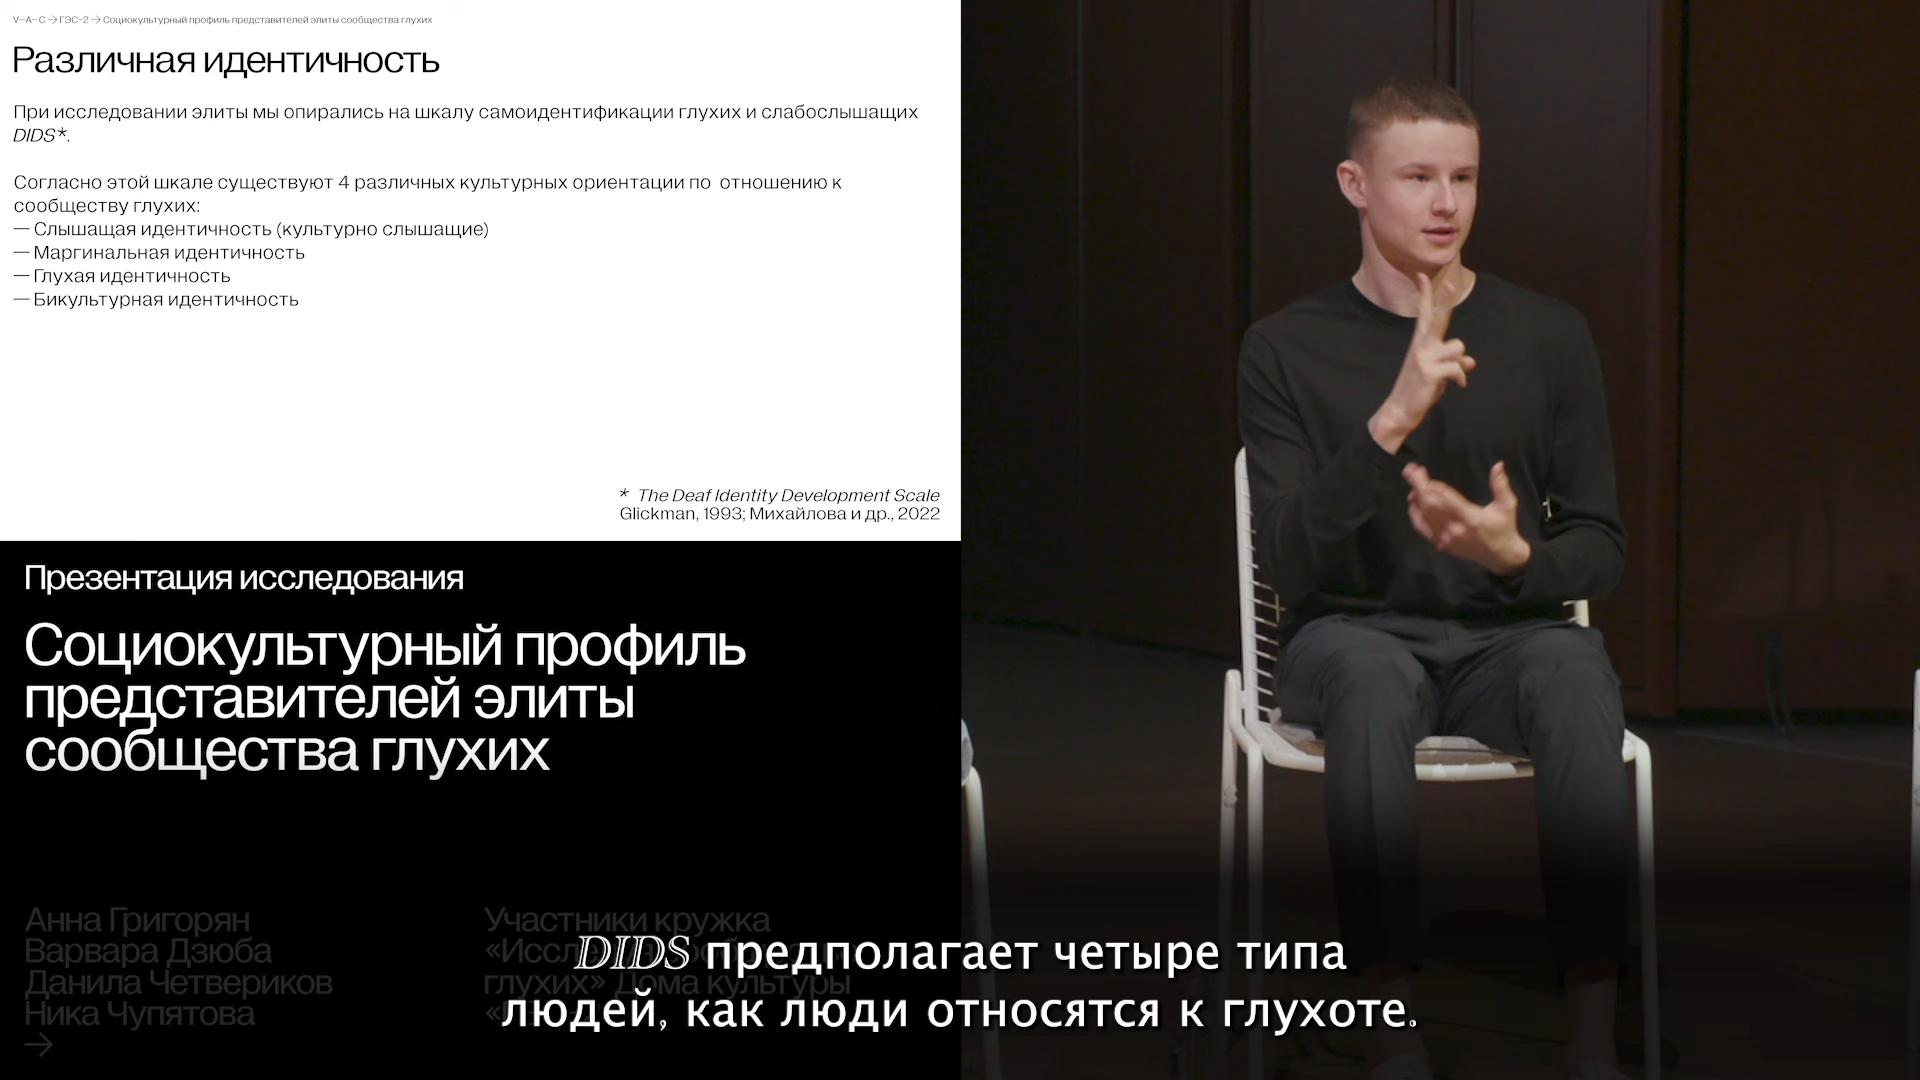 V–A–C → ГЭС-2 → Социокультурный профиль представителей элиты сообщества глухих
Различная идентичность
При исследовании элиты мы опирались на шкалу самоидентификации глухих и слабослышащих
DIDS*.
Согласно этой шкале существуют 4 различных культурных ориентации по отношению к
сообществу глухих:
— Слышащая идентичность (культурно слышащие)
— Маргинальная идентичность
— Глухая идентичность
— Бикультурная идентичность
* The Deaf Identity Development Scale
Glickman, 1993; Михайлова и др., 2022
Презентация исследования
Социокультурный профиль
представителей элиты
сообщества глухих
Анна Григорян
Варвара Дзюба
Данила Четвериков
Ника Чупятова
→
Участники кружка
глухих» Дома культуры
DIDS предполагает четыре типа
людей, как люди относятся к глухоте.